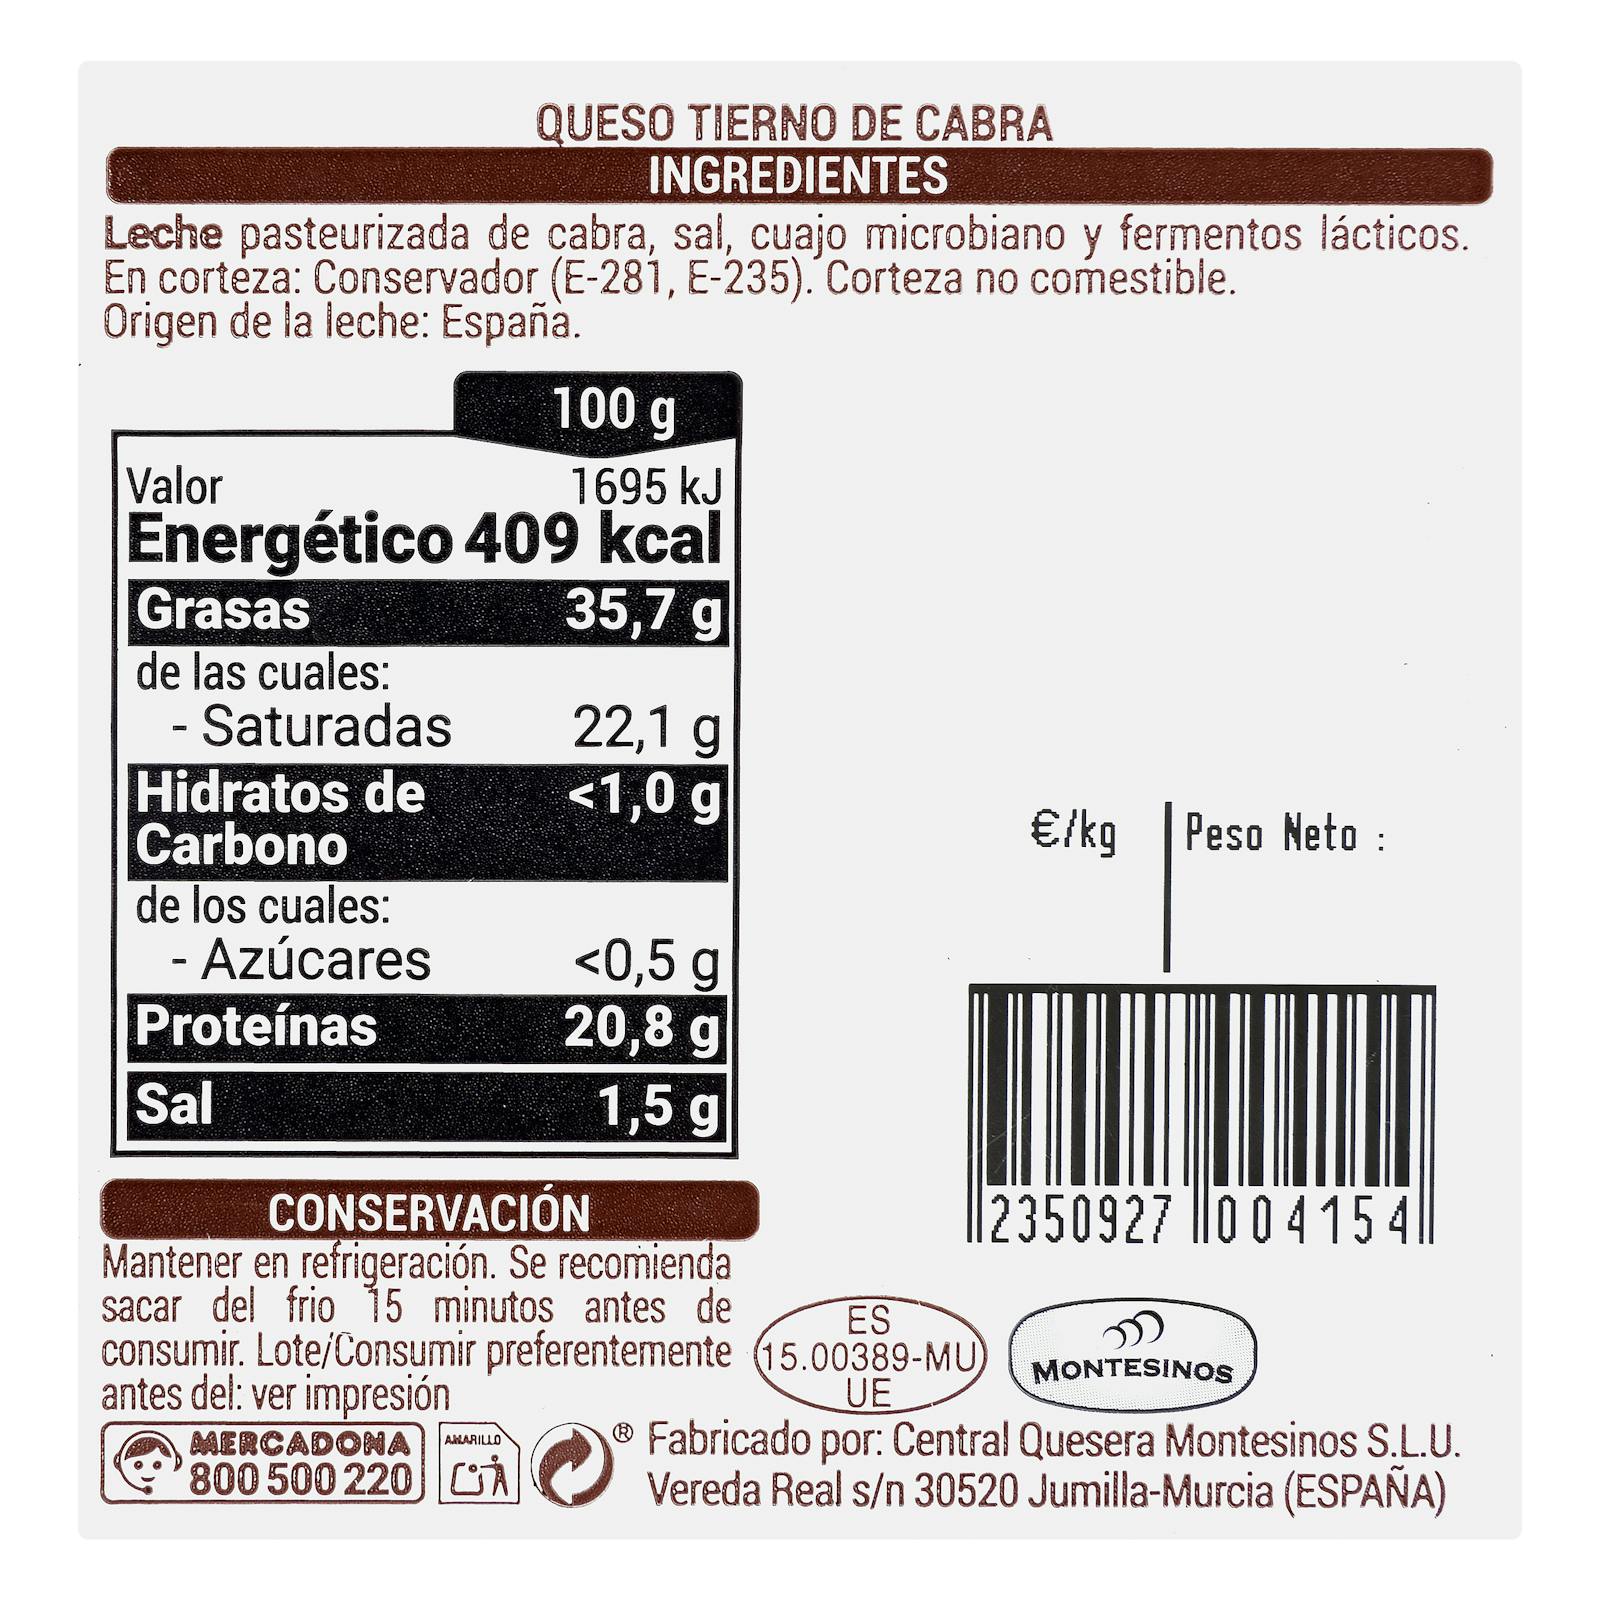 QUESO TIERNO DE CABRA
INGREDIENTES
Leche pasteurizada de cabra, sal, cuajo microbiano y fermentos lácticos.
En corteza: Conservador (E-281, E-235). Corteza no comestible.
Origen de la leche: España.
100 g
Valor 1695 kJ
Energético 409 kcal
Grasas 35,7 g
de las cuales:
- Saturadas 22,1 g
Hidratos de <1,0 g
Carbono
de los cuales:
- Azúcares <0,5 g
Proteínas 20,8 g
Sal 1,5 g
€/kg Peso Neto :
2350927 004154
CONSERVACIÓN
Mantener en refrigeración. Se recomienda
sacar del frio 15 minutos antes de
consumir. Lote/Consumir preferentemente
antes del: ver impresión
ES
15.00389-MU
UE
MONTESINOS
MERCADONA
800 500 220
AMARILLO
®
Fabricado por: Central Quesera Montesinos S.L.U.
Vereda Real s/n 30520 Jumilla-Murcia (ESPAÑA)